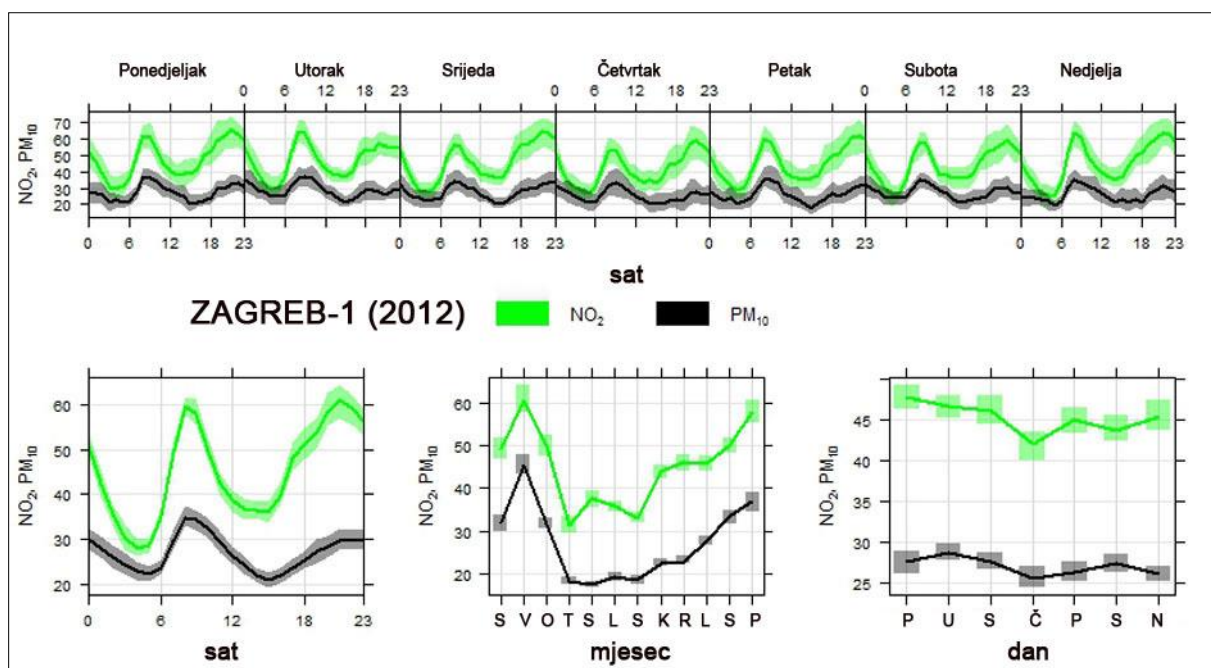 Ponedjeljak Utorak Srijeda Četvrtak Petak Subota Nedjelja
0 6 12 18 23 0 6 12 18 23 0 6 12 18 23
NO₂, PM₁₀
70
60
50
40
30
20
0 6 12 18 23 0 6 12 18 23 0 6 12 18 23 0 6 12 18 23
sat
ZAGREB-1 (2012) NO₂ PM₁₀
NO₂, PM₁₀
60
50
40
30
20
0 6 12 18 23
sat
NO₂, PM₁₀
60
50
40
30
20
S V O T S L S K R L S P
mjesec
NO₂, PM₁₀
45
40
35
30
25
P U S Č P S N
dan